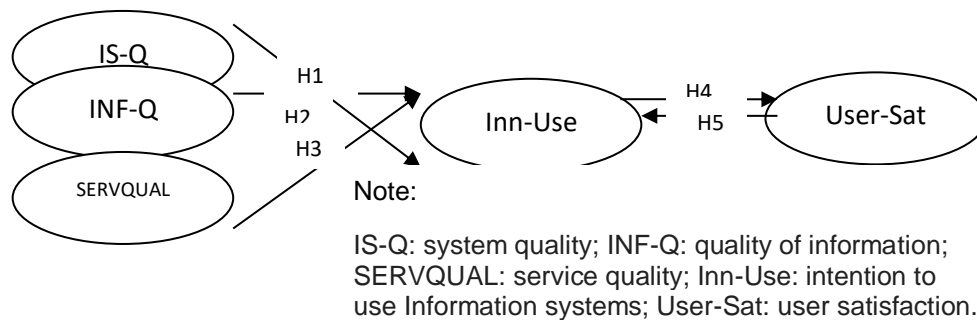 IS-Q
H1
INF-Q
H2
H3
SERVQUAL
Inn-Use
H4
H5
User-Sat
Note:
IS-Q: system quality; INF-Q: quality of information;
SERVQUAL: service quality; Inn-Use: intention to
use Information systems; User-Sat: user satisfaction.